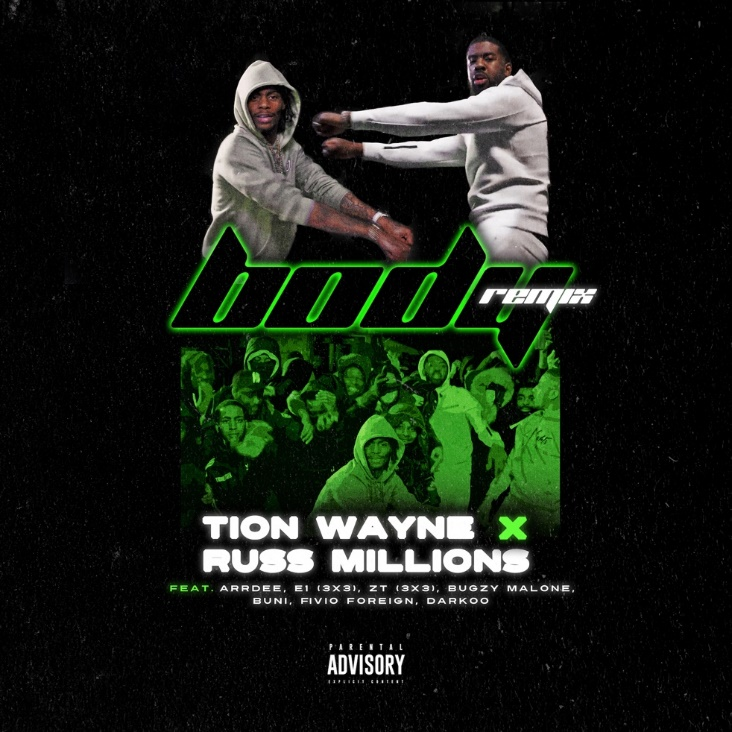 body
remix
TION WAYNE X
RUSS MILLIONS
FEAT. ARRDEE, E1 (3X3), ZT (3X3), BUGZY MALONE,
BUNI, FIVIO FOREIGN, DARKOO
PARENTAL
ADVISORY
EXPLICIT CONTENT